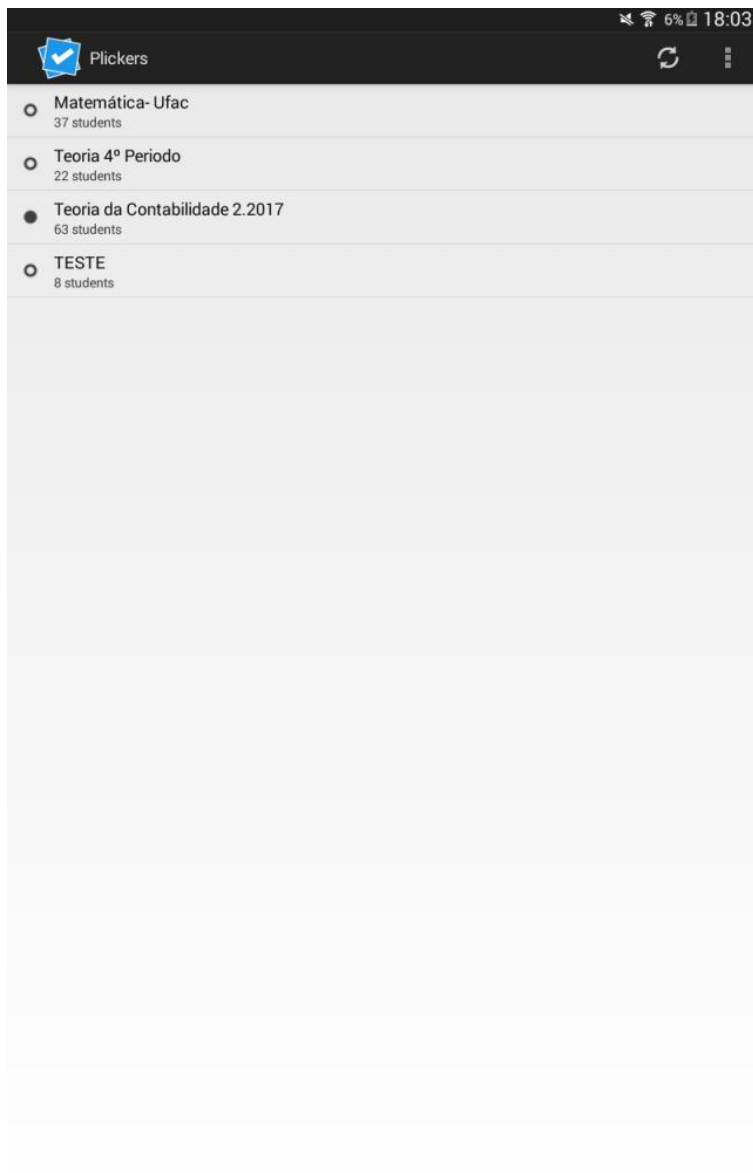 6% 18:03
Plickers
Matemática- Ufac
37 students
Teoria 4º Periodo
22 students
Teoria da Contabilidade 2.2017
63 students
TESTE
8 students